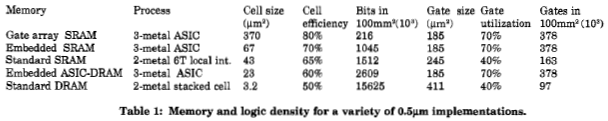 Memory Process Cell size Cell Bits in Gate size Gate Gates in
(μm²) efficiency 100mm²(10³) (μm²) utilization 100mm²(10³)
Gate array SRAM 3-metal ASIC 370 80% 216 185 70% 378
Embedded SRAM 3-metal ASIC 67 70% 1045 185 70% 378
Standard SRAM 2-metal 6T local int. 43 65% 1512 245 40% 163
Embedded ASIC-DRAM 3-metal ASIC 23 60% 2609 185 70% 378
Standard DRAM 2-metal stacked cell 3.2 50% 15625 411 40% 97
Table 1: Memory and logic density for a variety of 0.5μm implementations.